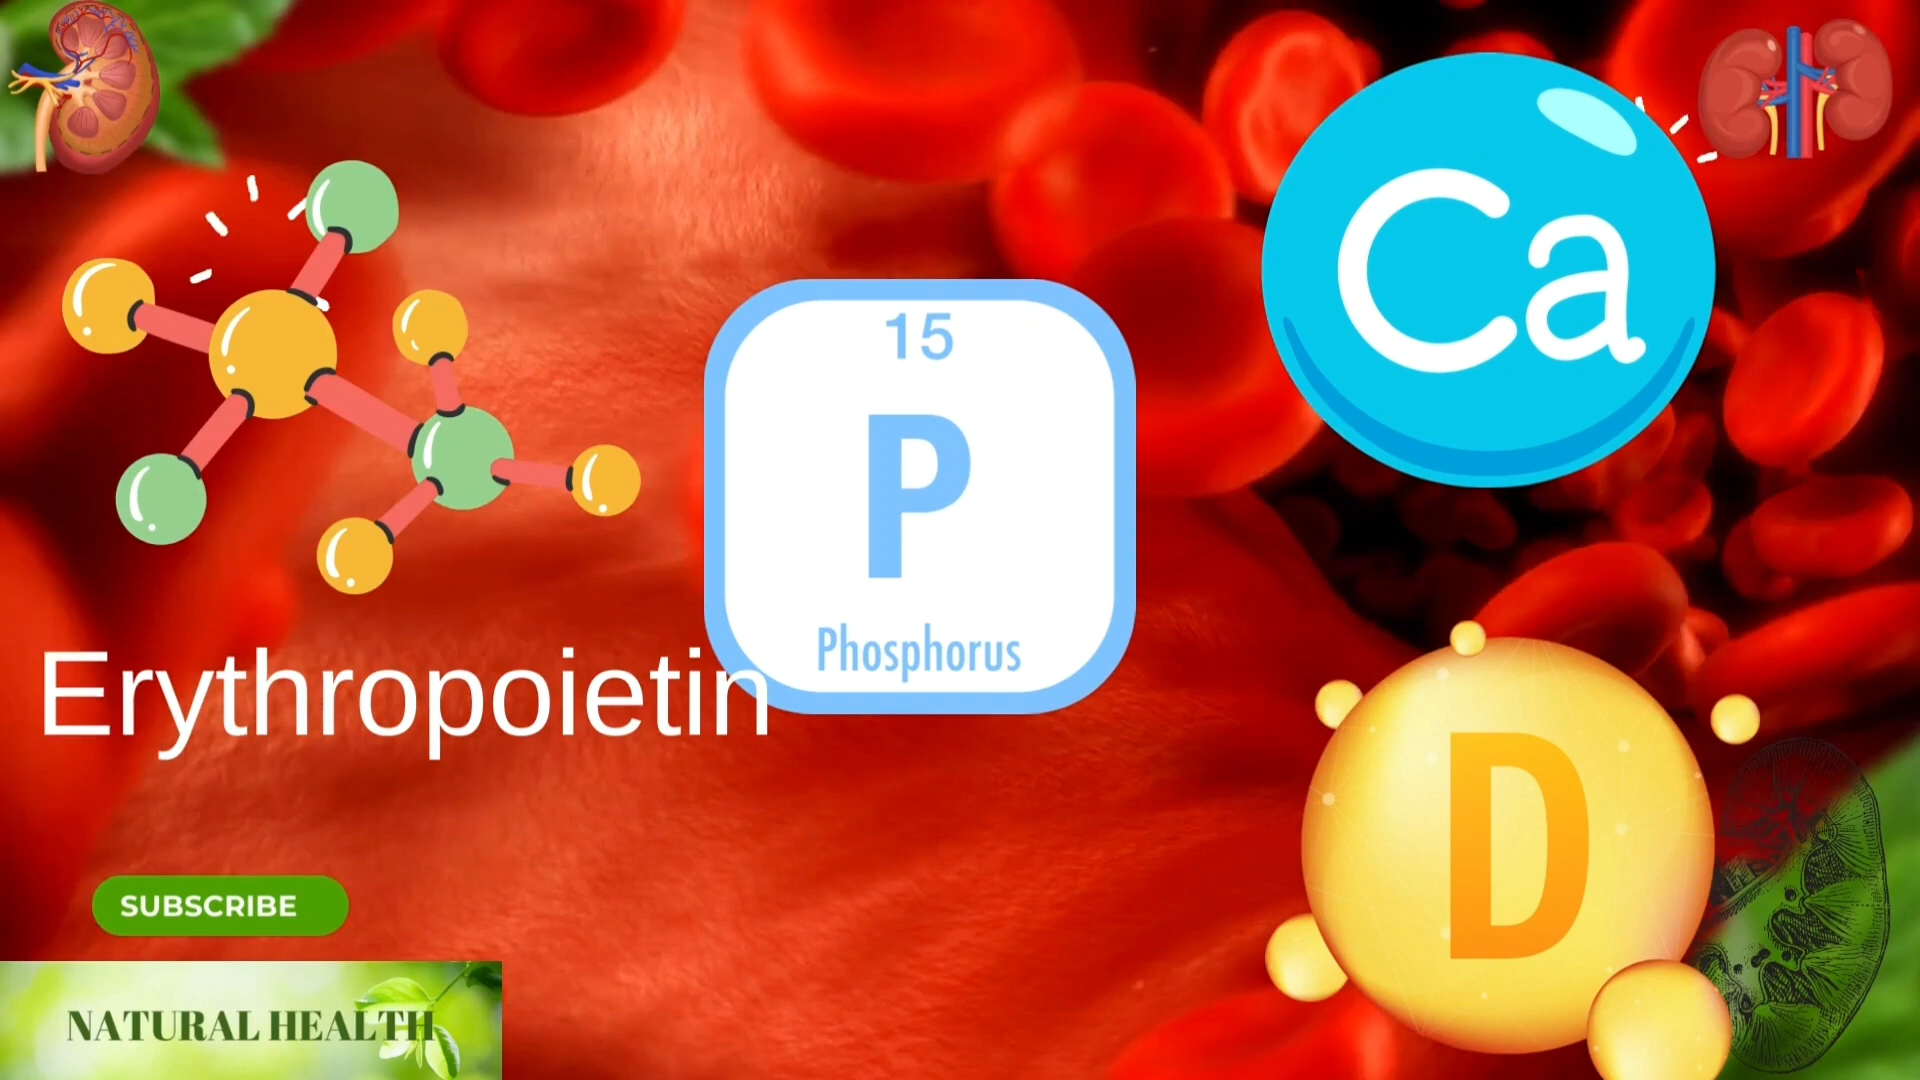 Ca
15
P
Phosphorus
Erythropoietin
D
SUBSCRIBE
NATURAL HEALTH